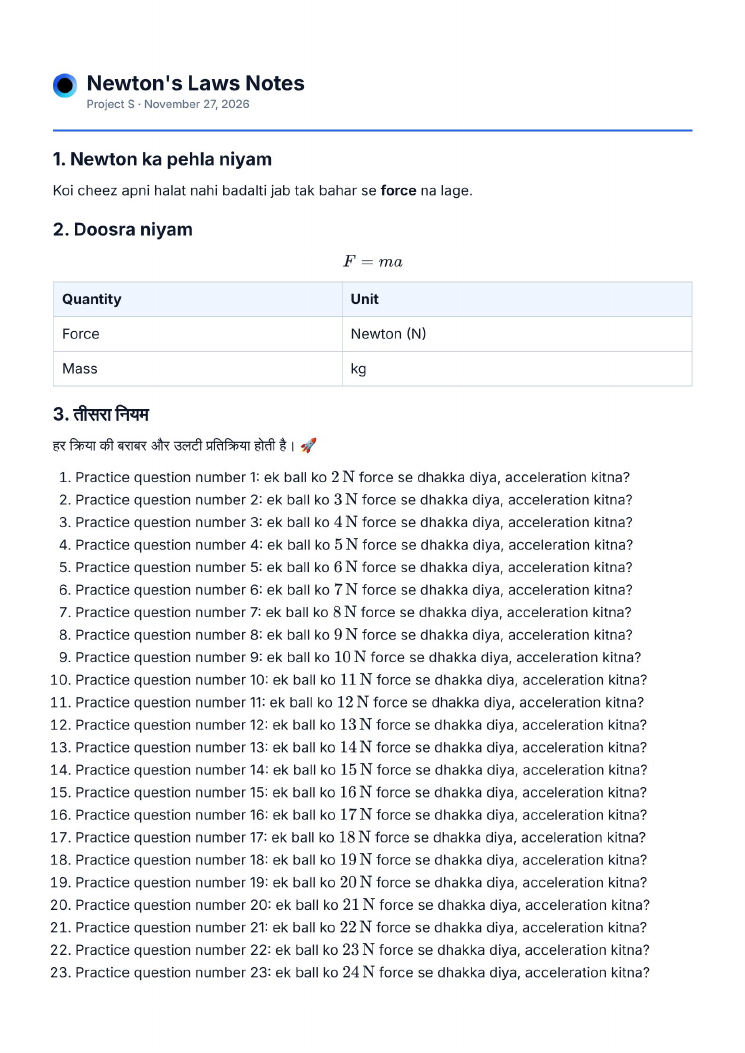 Newton's Laws Notes
Project S · November 27, 2026
1. Newton ka pehla niyam
Koi cheez apni halat nahi badalti jab tak bahar se force na lage.
2. Doosra niyam
F = ma
Quantity Unit
Force Newton (N)
Mass kg
3. तीसरा नियम
हर क्रिया की बराबर और उलटी प्रतिक्रिया होती है। 🚀
1. Practice question number 1: ek ball ko 2 N force se dhakka diya, acceleration kitna?
2. Practice question number 2: ek ball ko 3 N force se dhakka diya, acceleration kitna?
3. Practice question number 3: ek ball ko 4 N force se dhakka diya, acceleration kitna?
4. Practice question number 4: ek ball ko 5 N force se dhakka diya, acceleration kitna?
5. Practice question number 5: ek ball ko 6 N force se dhakka diya, acceleration kitna?
6. Practice question number 6: ek ball ko 7 N force se dhakka diya, acceleration kitna?
7. Practice question number 7: ek ball ko 8 N force se dhakka diya, acceleration kitna?
8. Practice question number 8: ek ball ko 9 N force se dhakka diya, acceleration kitna?
9. Practice question number 9: ek ball ko 10 N force se dhakka diya, acceleration kitna?
10. Practice question number 10: ek ball ko 11 N force se dhakka diya, acceleration kitna?
11. Practice question number 11: ek ball ko 12 N force se dhakka diya, acceleration kitna?
12. Practice question number 12: ek ball ko 13 N force se dhakka diya, acceleration kitna?
13. Practice question number 13: ek ball ko 14 N force se dhakka diya, acceleration kitna?
14. Practice question number 14: ek ball ko 15 N force se dhakka diya, acceleration kitna?
15. Practice question number 15: ek ball ko 16 N force se dhakka diya, acceleration kitna?
16. Practice question number 16: ek ball ko 17 N force se dhakka diya, acceleration kitna?
17. Practice question number 17: ek ball ko 18 N force se dhakka diya, acceleration kitna?
18. Practice question number 18: ek ball ko 19 N force se dhakka diya, acceleration kitna?
19. Practice question number 19: ek ball ko 20 N force se dhakka diya, acceleration kitna?
20. Practice question number 20: ek ball ko 21 N force se dhakka diya, acceleration kitna?
21. Practice question number 21: ek ball ko 22 N force se dhakka diya, acceleration kitna?
22. Practice question number 22: ek ball ko 23 N force se dhakka diya, acceleration kitna?
23. Practice question number 23: ek ball ko 24 N force se dhakka diya, acceleration kitna?